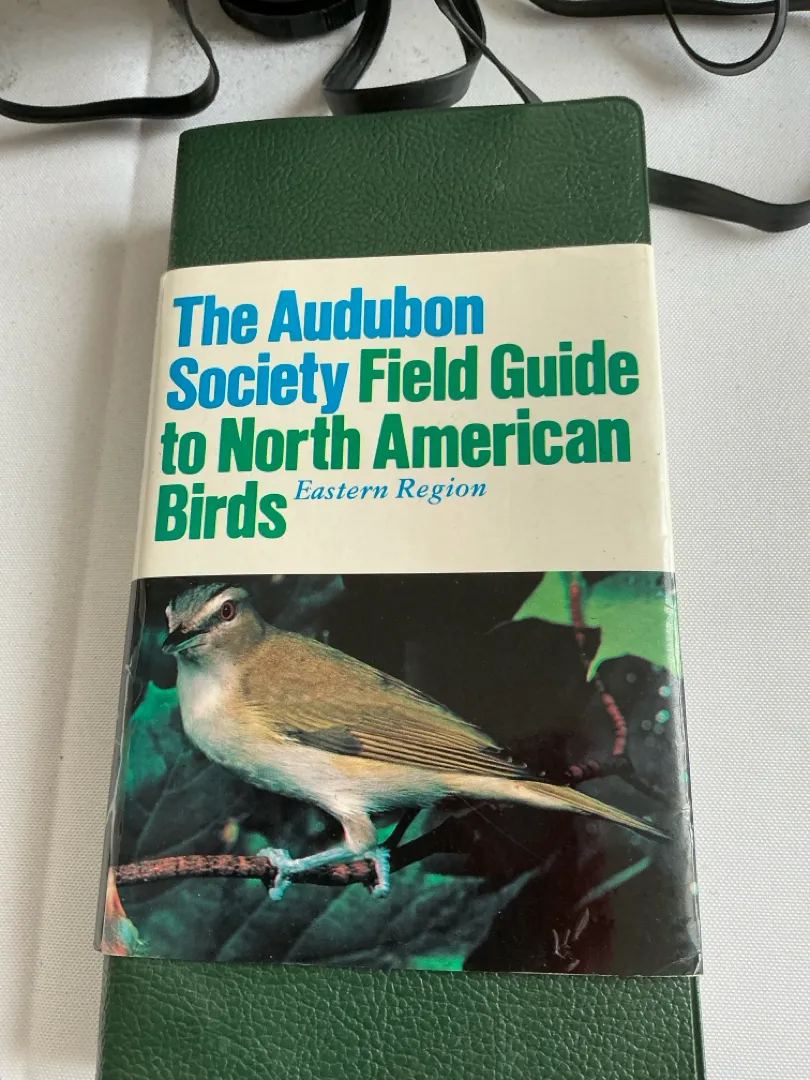 The Audubon
Society Field Guide
to North American
Birds Eastern Region